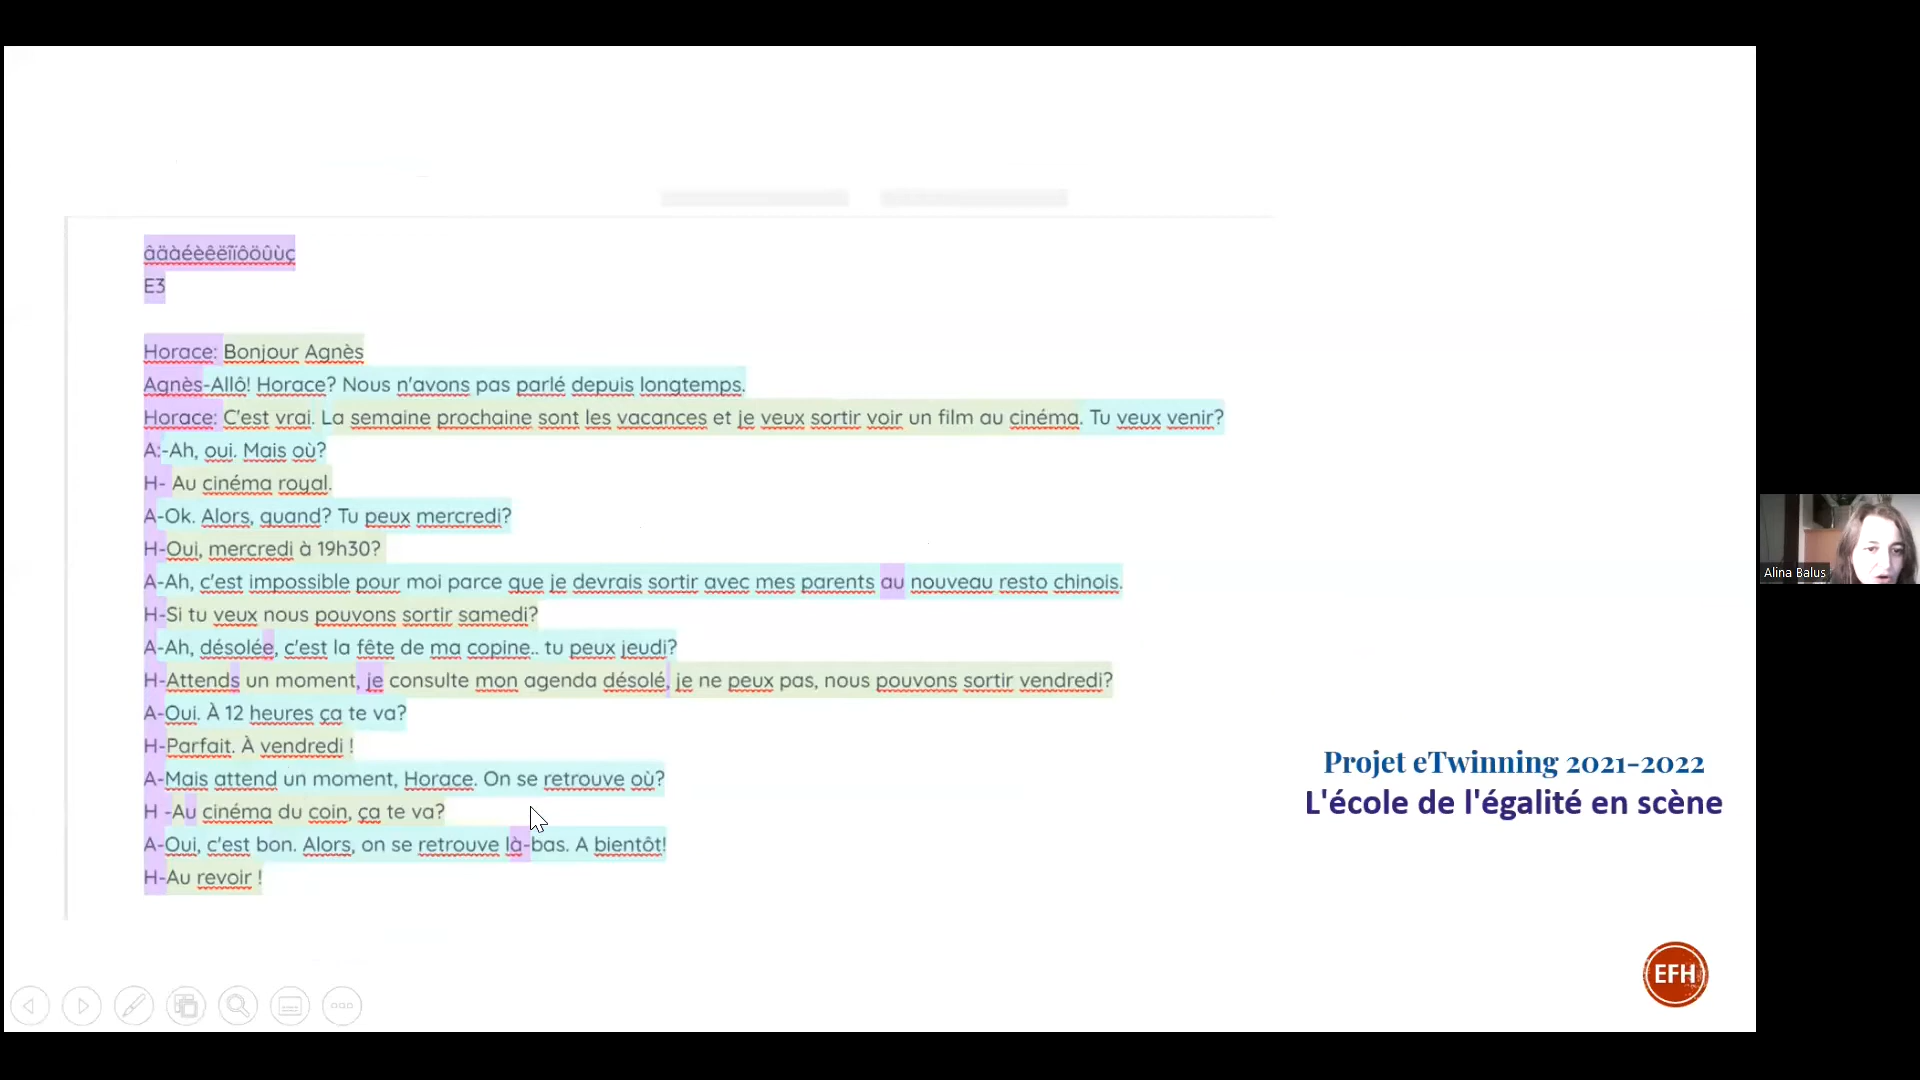 âäàéèêëîïôöûùç
E3
Horace: Bonjour Agnès
Agnès-Allô! Horace? Nous n'avons pas parlé depuis longtemps.
Horace: C'est vrai. La semaine prochaine sont les vacances et je veux sortir voir un film au cinéma. Tu veux venir?
A:-Ah, oui. Mais où?
H- Au cinéma royal.
A-Ok. Alors, quand? Tu peux mercredi?
H-Oui, mercredi à 19h30?
A-Ah, c'est impossible pour moi parce que je devrais sortir avec mes parents au nouveau resto chinois.
H-Si tu veux nous pouvons sortir samedi?
A-Ah, désolée, c'est la fête de ma copine.. tu peux jeudi?
H-Attends un moment, je consulte mon agenda désolé, je ne peux pas, nous pouvons sortir vendredi?
A-Oui. À 12 heures ça te va?
H-Parfait. À vendredi !
A-Mais attend un moment, Horace. On se retrouve où?
H -Au cinéma du coin, ça te va?
A-Oui, c'est bon. Alors, on se retrouve là-bas. A bientôt!
H-Au revoir !
Projet eTwinning 2021-2022
L'école de l'égalité en scène
EFH
Alina Balus